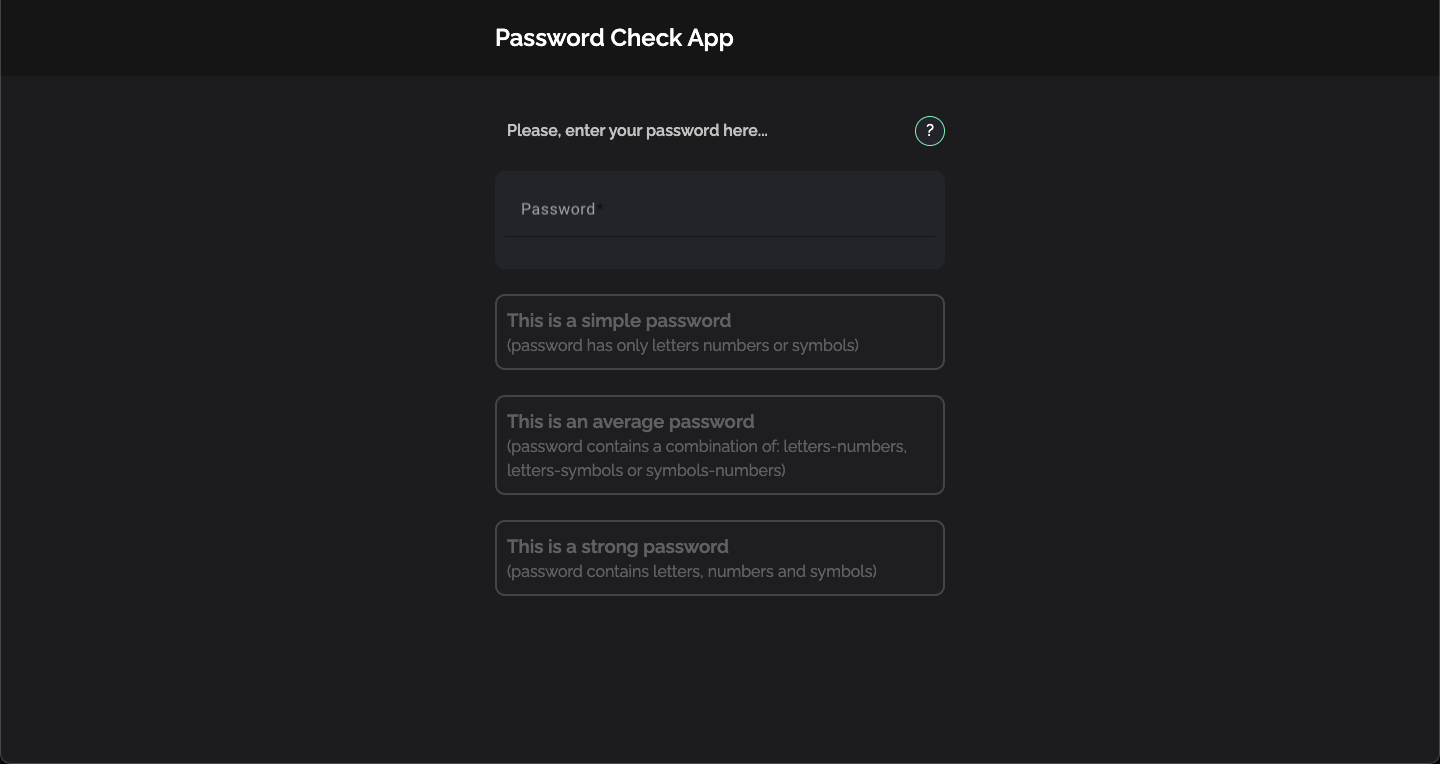 Password Check App
Please, enter your password here...
?
Password *
This is a simple password
(password has only letters numbers or symbols)
This is an average password
(password contains a combination of: letters-numbers,
letters-symbols or symbols-numbers)
This is a strong password
(password contains letters, numbers and symbols)